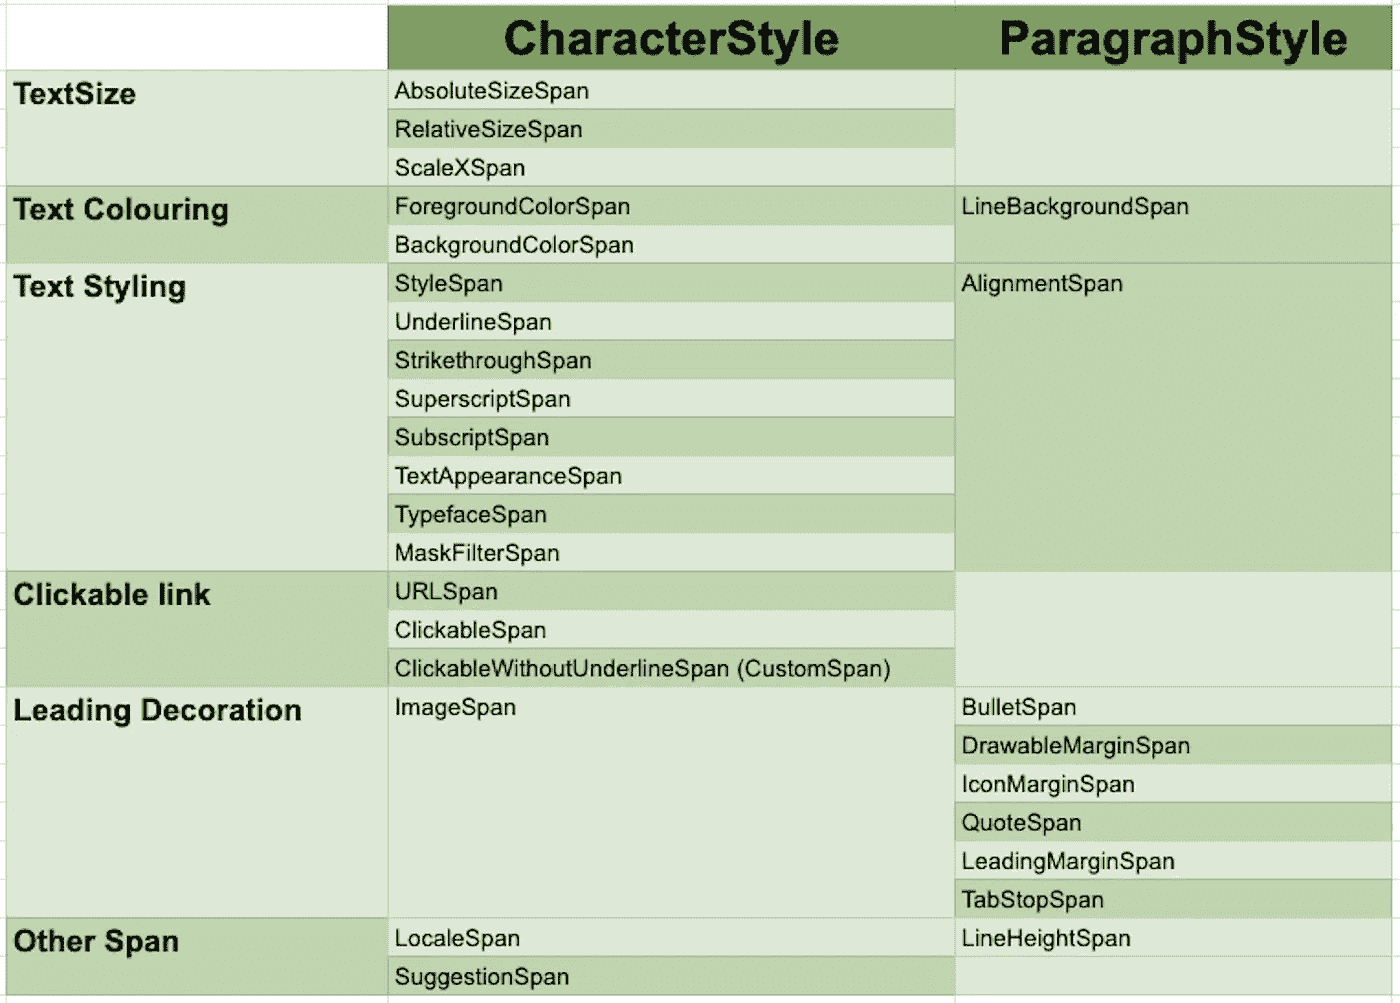 CharacterStyle ParagraphStyle
TextSize AbsoluteSizeSpan
RelativeSizeSpan
ScaleXSpan
Text Colouring ForegroundColorSpan LineBackgroundSpan
BackgroundColorSpan
Text Styling StyleSpan AlignmentSpan
UnderlineSpan
StrikethroughSpan
SuperscriptSpan
SubscriptSpan
TextAppearanceSpan
TypefaceSpan
MaskFilterSpan
Clickable link URLSpan
ClickableSpan
ClickableWithoutUnderlineSpan (CustomSpan)
Leading Decoration ImageSpan BulletSpan
DrawableMarginSpan
IconMarginSpan
QuoteSpan
LeadingMarginSpan
TabStopSpan
Other Span LocaleSpan LineHeightSpan
SuggestionSpan